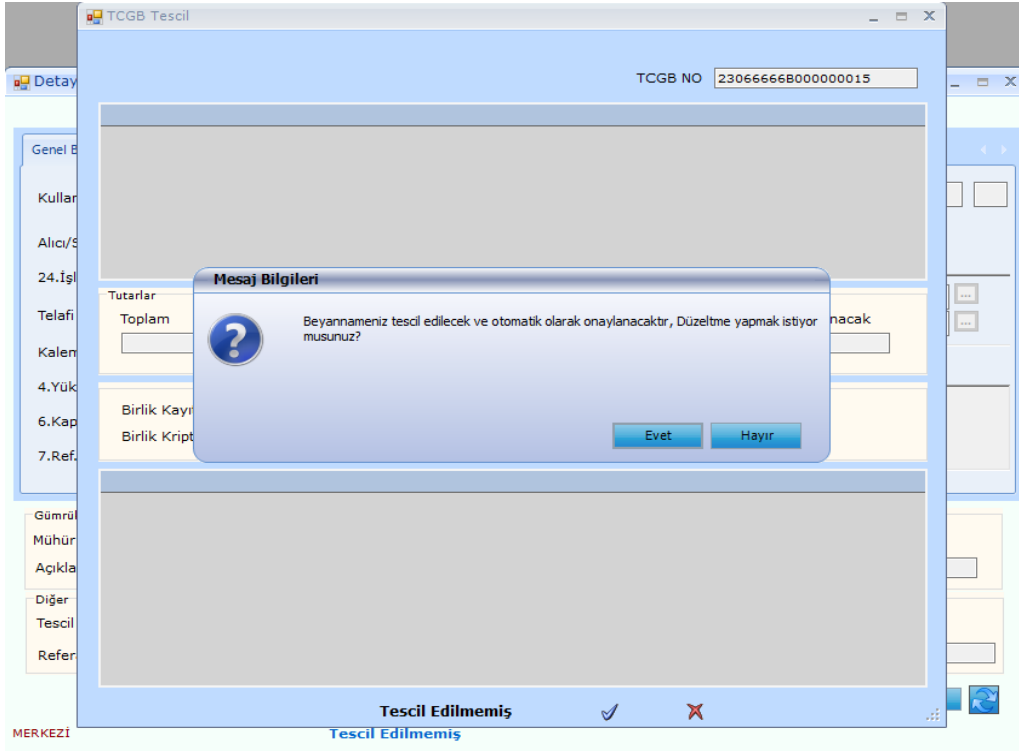 TCGB Tescil
TCGB NO 23066666B000000015
Detay
Genel B
Kullan
Alıcı/S
24.İşl
Telafi
Kalem
4.Yük
6.Kap
7.Ref.
Tutarlar
Toplam
nacak
Birlik Kayıt
Birlik Kript
Mesaj Bilgileri
Beyannameniz tescil edilecek ve otomatik olarak onaylanacaktır, Düzeltme yapmak istiyor
musunuz?
Evet Hayır
Gümrük
Mühür
Açıkla
Diğer
Tescil
Refer
Tescil Edilmemiş
MERKEZİ
Tescil Edilmemiş